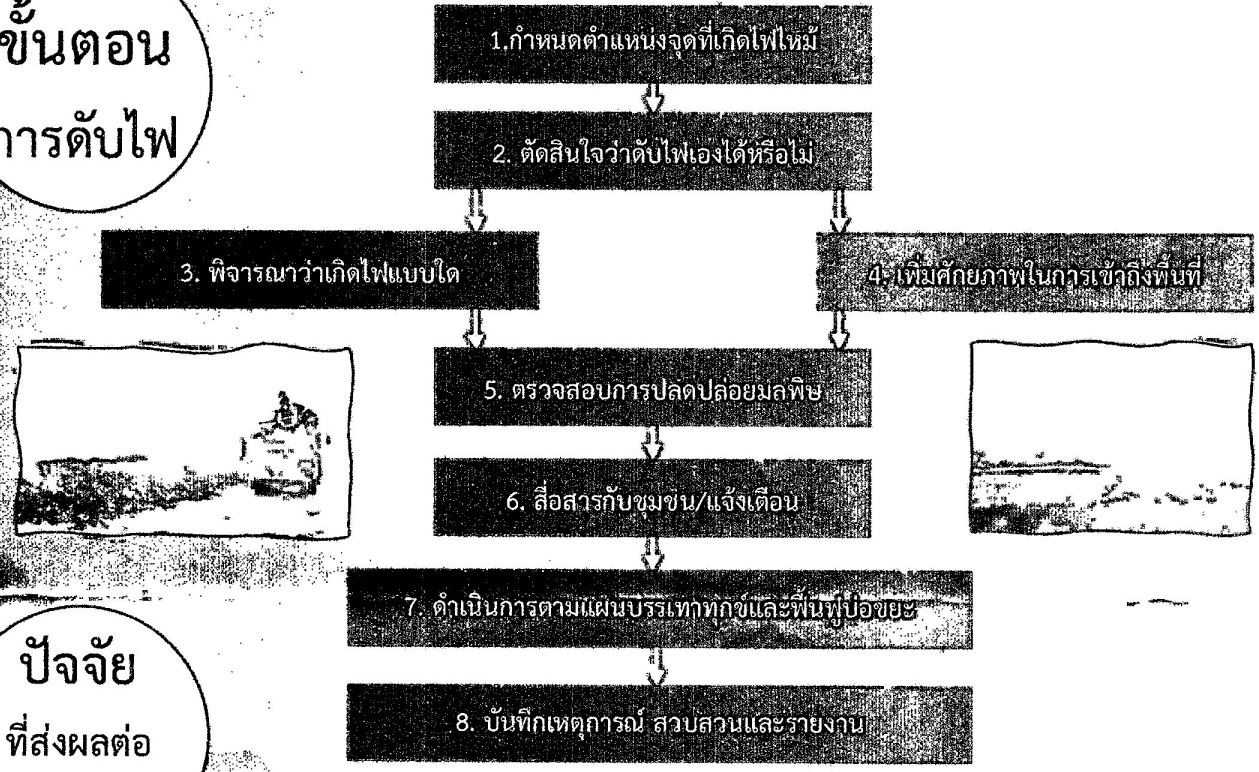 ขั้นตอน
การดับไฟ
1.กำหนดตำแหน่งจุดที่เกิดไฟไหม้
2. ตัดสินใจว่าดับไฟเองได้หรือไม่
3. พิจารณาว่าเกิดไฟแบบใด
4. เพิ่มศักยภาพในการเข้าถึงพื้นที่
5. ตรวจสอบการปลดปล่อยมลพิษ
6. สื่อสารกับชุมชน/แจ้งเตือน
7. ดำเนินการตามแผนบรรเทาทุกข์และฟื้นฟูบ่อขยะ
8. บันทึกเหตุการณ์ สวบสวนและรายงาน
ปัจจัย
ที่ส่งผลต่อ